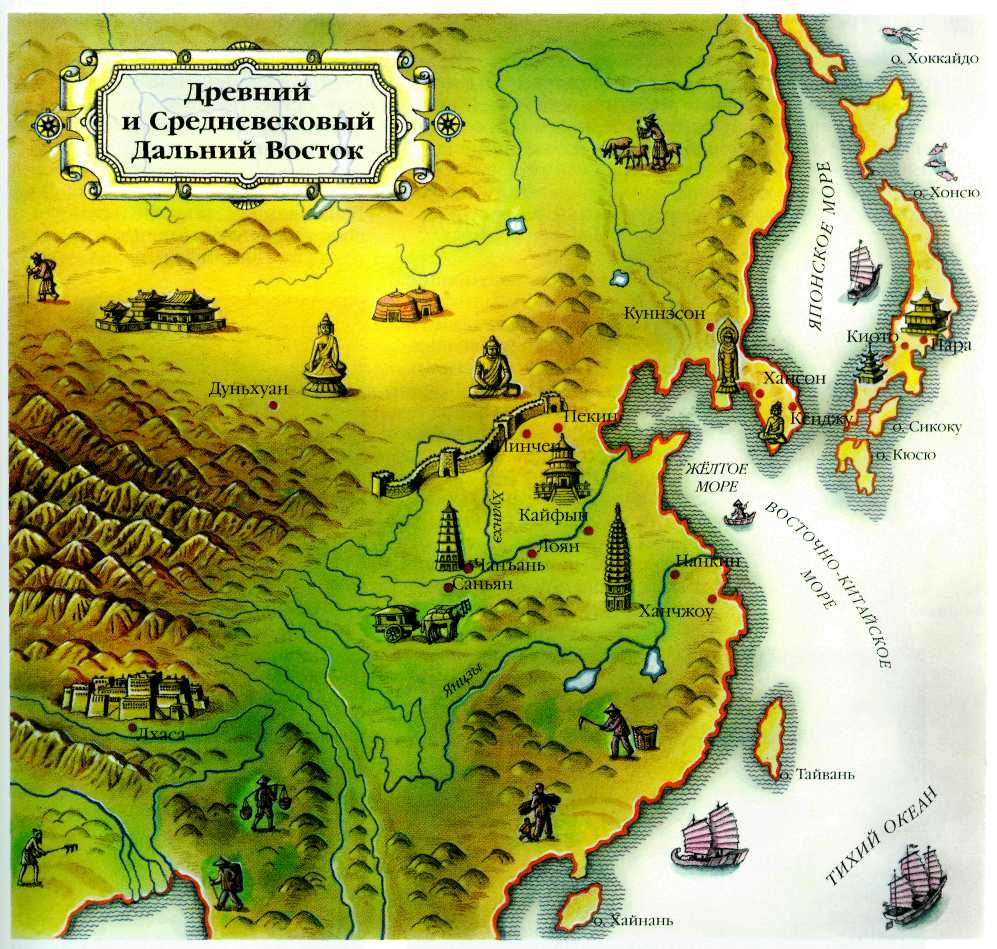 Древний
и Средневековый
Дальний Восток
о. Хоккайдо
о. Хонсю
ЯПОНСКОЕ МОРЕ
Куннэсон
Киото
Нара
Хансон
Кёнджу
Дуньхуан
Пекин
Линчен
о. Сикоку
о. Кюсю
ЖЁЛТОЕ
МОРЕ
Хуанхэ
Кайфын
ВОСТОЧНО-КИТАЙСКОЕ
МОРЕ
Лоян
Чанъань
Саньян
Нанкин
Ханчжоу
Янцзы
Лхаса
о. Тайвань
ТИХИЙ ОКЕАН
о. Хайнань